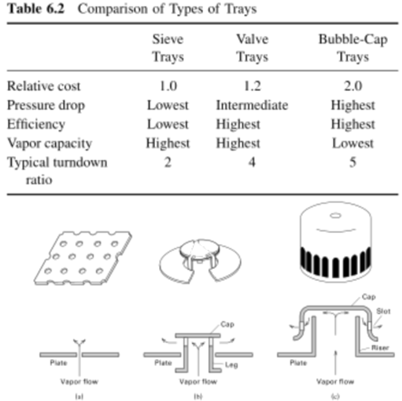 Table 6.2 Comparison of Types of Trays
Sieve Trays
Valve Trays
Bubble-Cap Trays
Relative cost 1.0 1.2 2.0
Pressure drop Lowest Intermediate Highest
Efficiency Lowest Highest Highest
Vapor capacity Highest Highest Lowest
Typical turndown ratio 2 4 5
Cap
Slot
Cap
Riser
Plate
Plate
Leg
Plate
Vapor flow
Vapor flow
Vapor flow
(a)
(b)
(c)